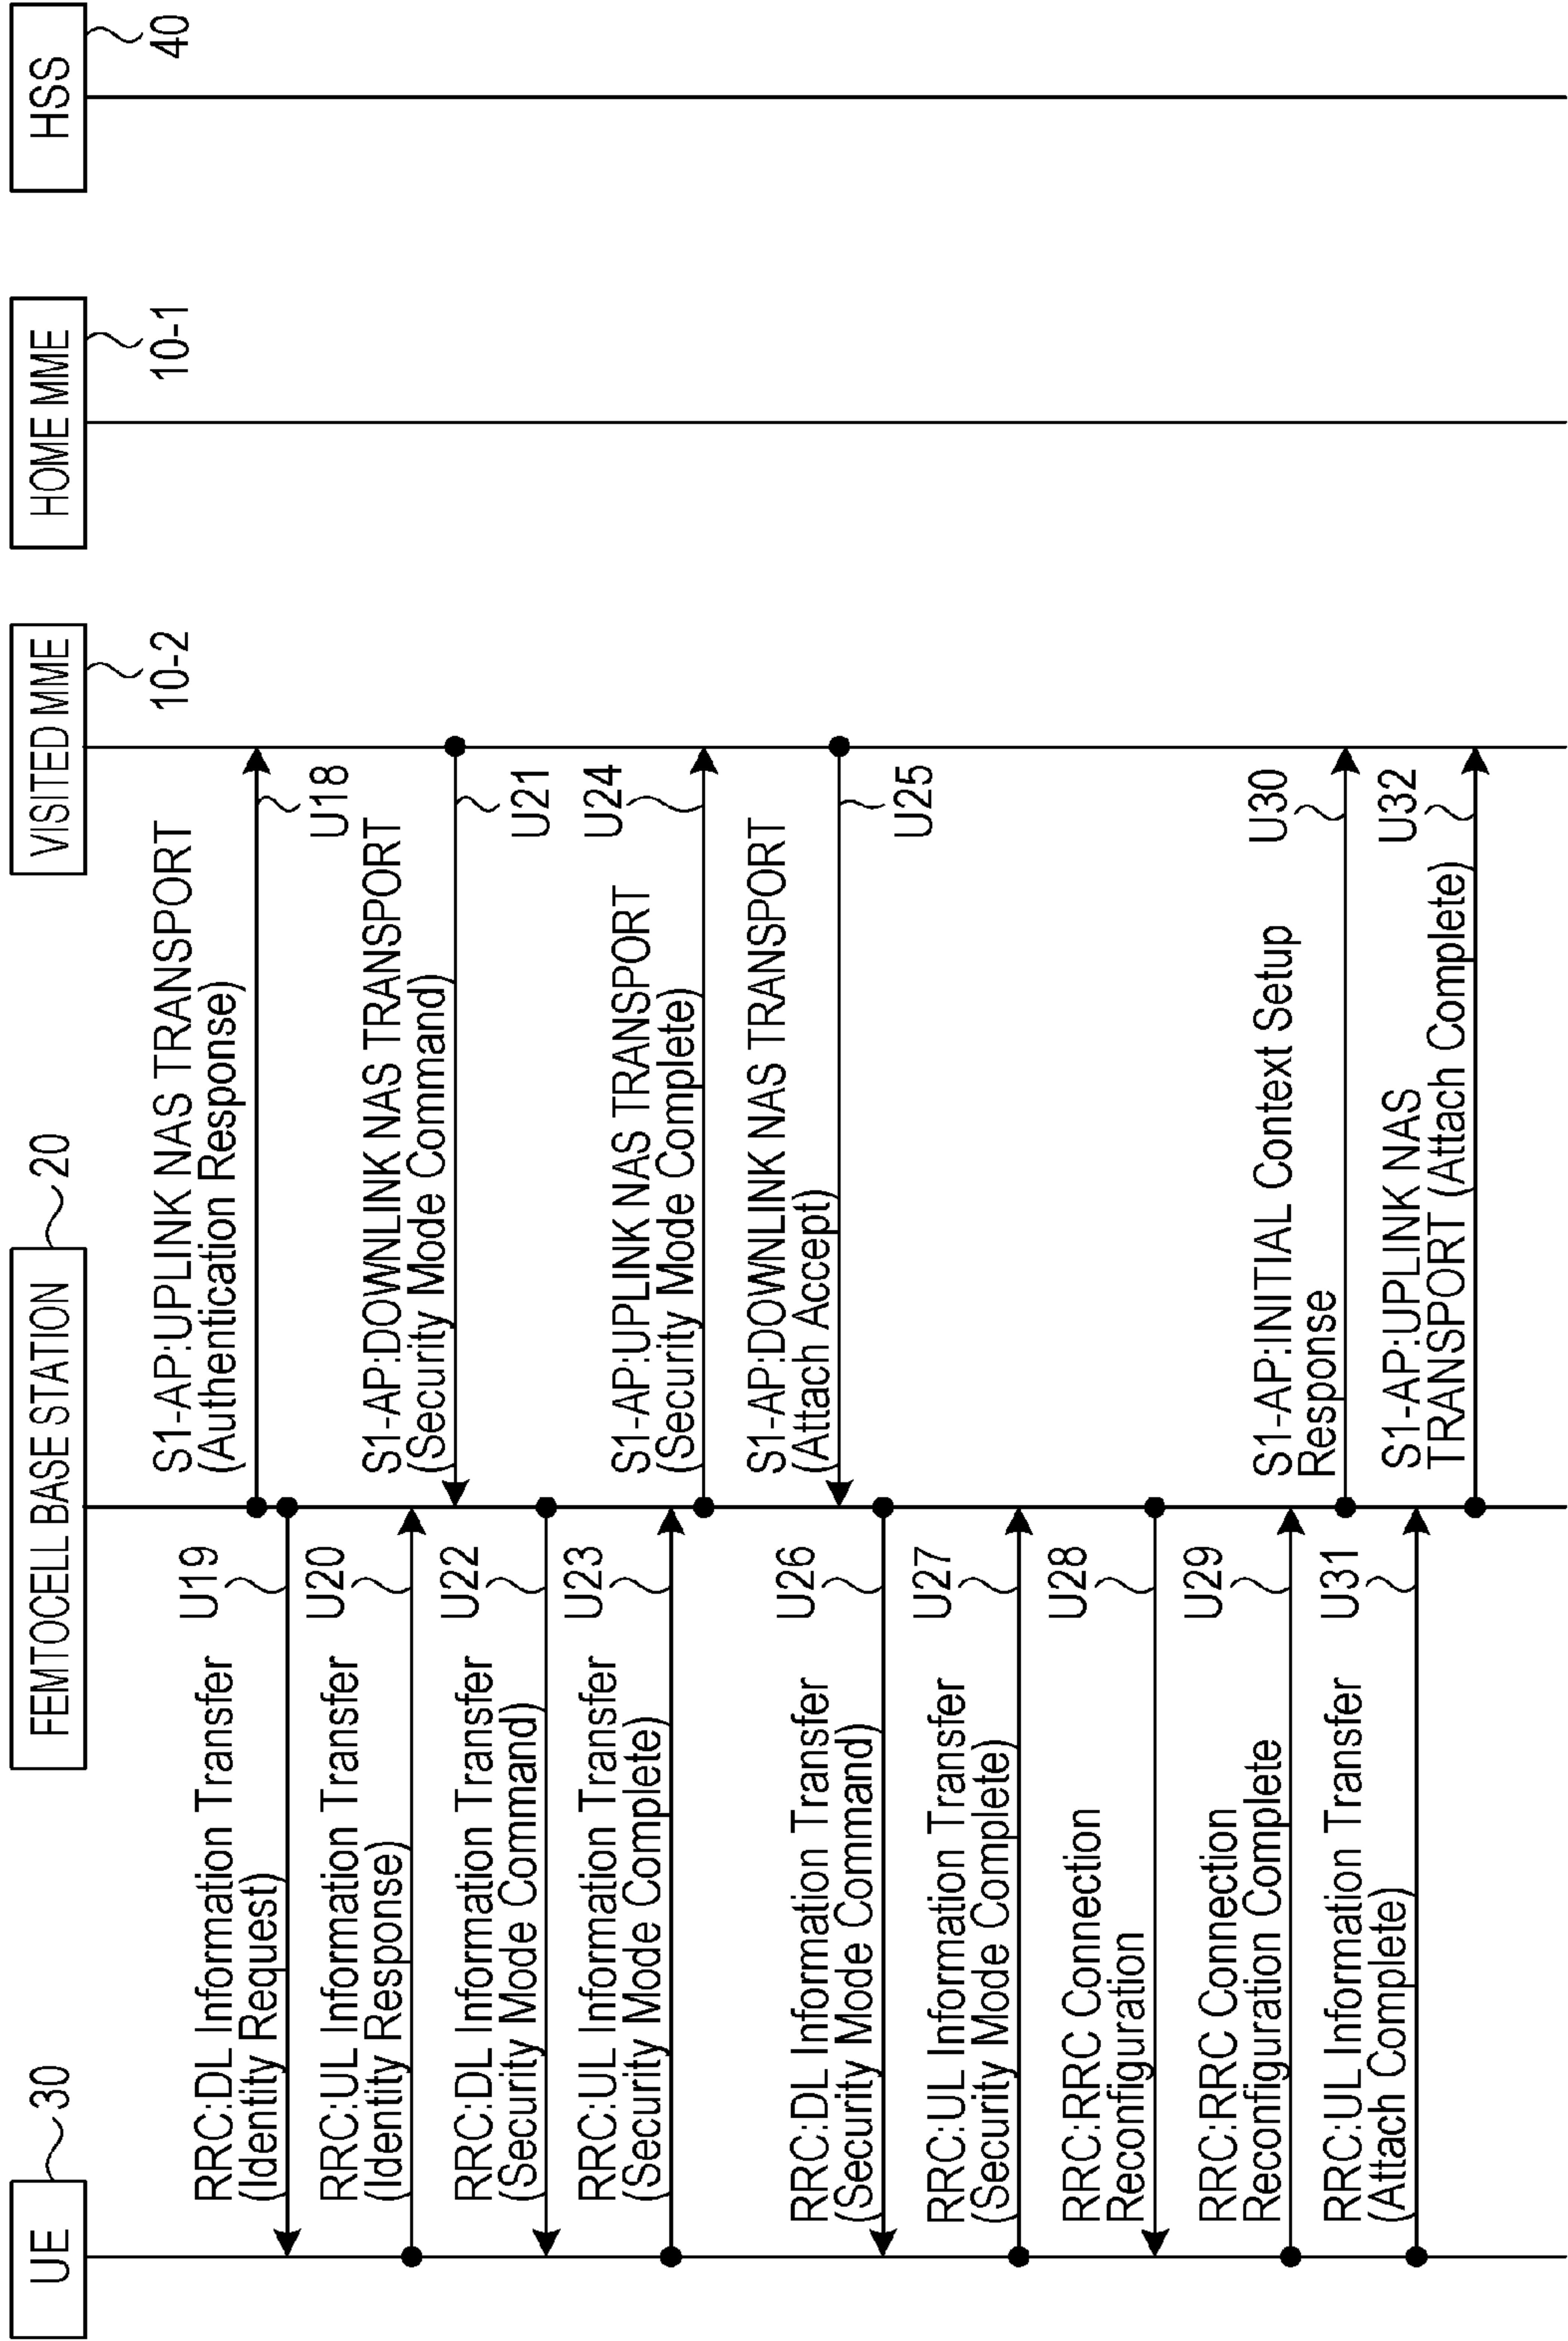 UE
30
FEMTOCELL BASE STATION
20
VISITED MME
10-2
HOME MME
10-1
HSS
40
S1-AP:UPLINK NAS TRANSPORT
(Authentication Response)
U18
U19
RRC:DL Information Transfer
(Identity Request)
U20
RRC:UL Information Transfer
(Identity Response)
S1-AP:DOWNLINK NAS TRANSPORT
(Security Mode Command)
U21
U22
RRC:DL Information Transfer
(Security Mode Command)
U23
RRC:UL Information Transfer
(Security Mode Complete)
U24
S1-AP:UPLINK NAS TRANSPORT
(Security Mode Complete)
S1-AP:DOWNLINK NAS TRANSPORT
(Attach Accept)
U25
U26
RRC:DL Information Transfer
(Security Mode Command)
U27
RRC:UL Information Transfer
(Security Mode Complete)
U28
RRC:RRC Connection
Reconfiguration
U29
RRC:RRC Connection
Reconfiguration Complete
U30
S1-AP:INITIAL Context Setup
Response
U31
RRC:UL Information Transfer
(Attach Complete)
U32
S1-AP:UPLINK NAS
TRANSPORT (Attach Complete)